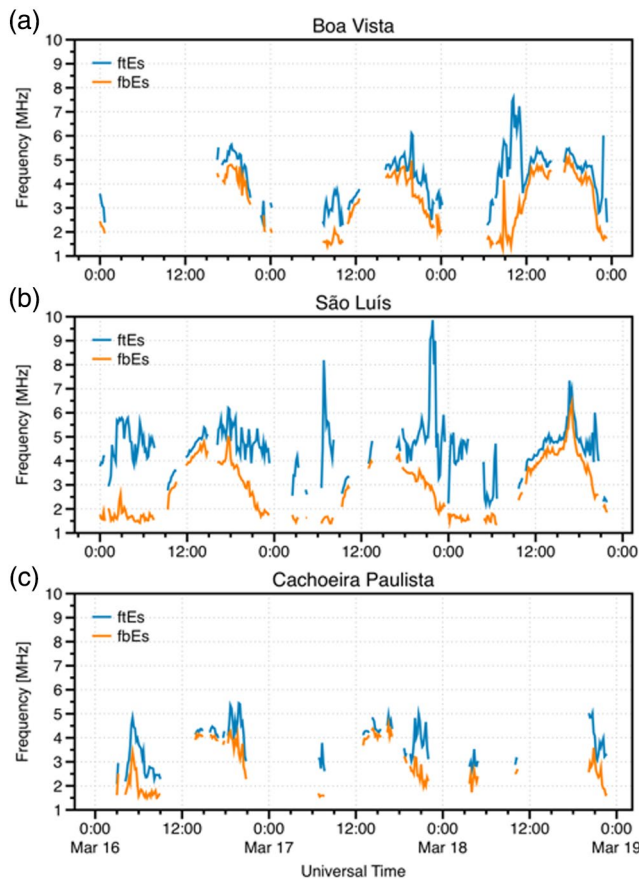 (a)
Boa Vista
Frequency [MHz]
10
9
8
7
6
5
4
3
2
1
ftEs
fbEs
0:00 12:00 0:00 12:00 0:00 12:00 0:00
(b)
São Luís
Frequency [MHz]
10
9
8
7
6
5
4
3
2
1
ftEs
fbEs
0:00 12:00 0:00 12:00 0:00 12:00 0:00
(c)
Cachoeira Paulista
Frequency [MHz]
10
9
8
7
6
5
4
3
2
1
ftEs
fbEs
0:00 12:00 0:00 12:00 0:00 12:00 0:00
Mar 16 Mar 17 Mar 18 Mar 19
Universal Time